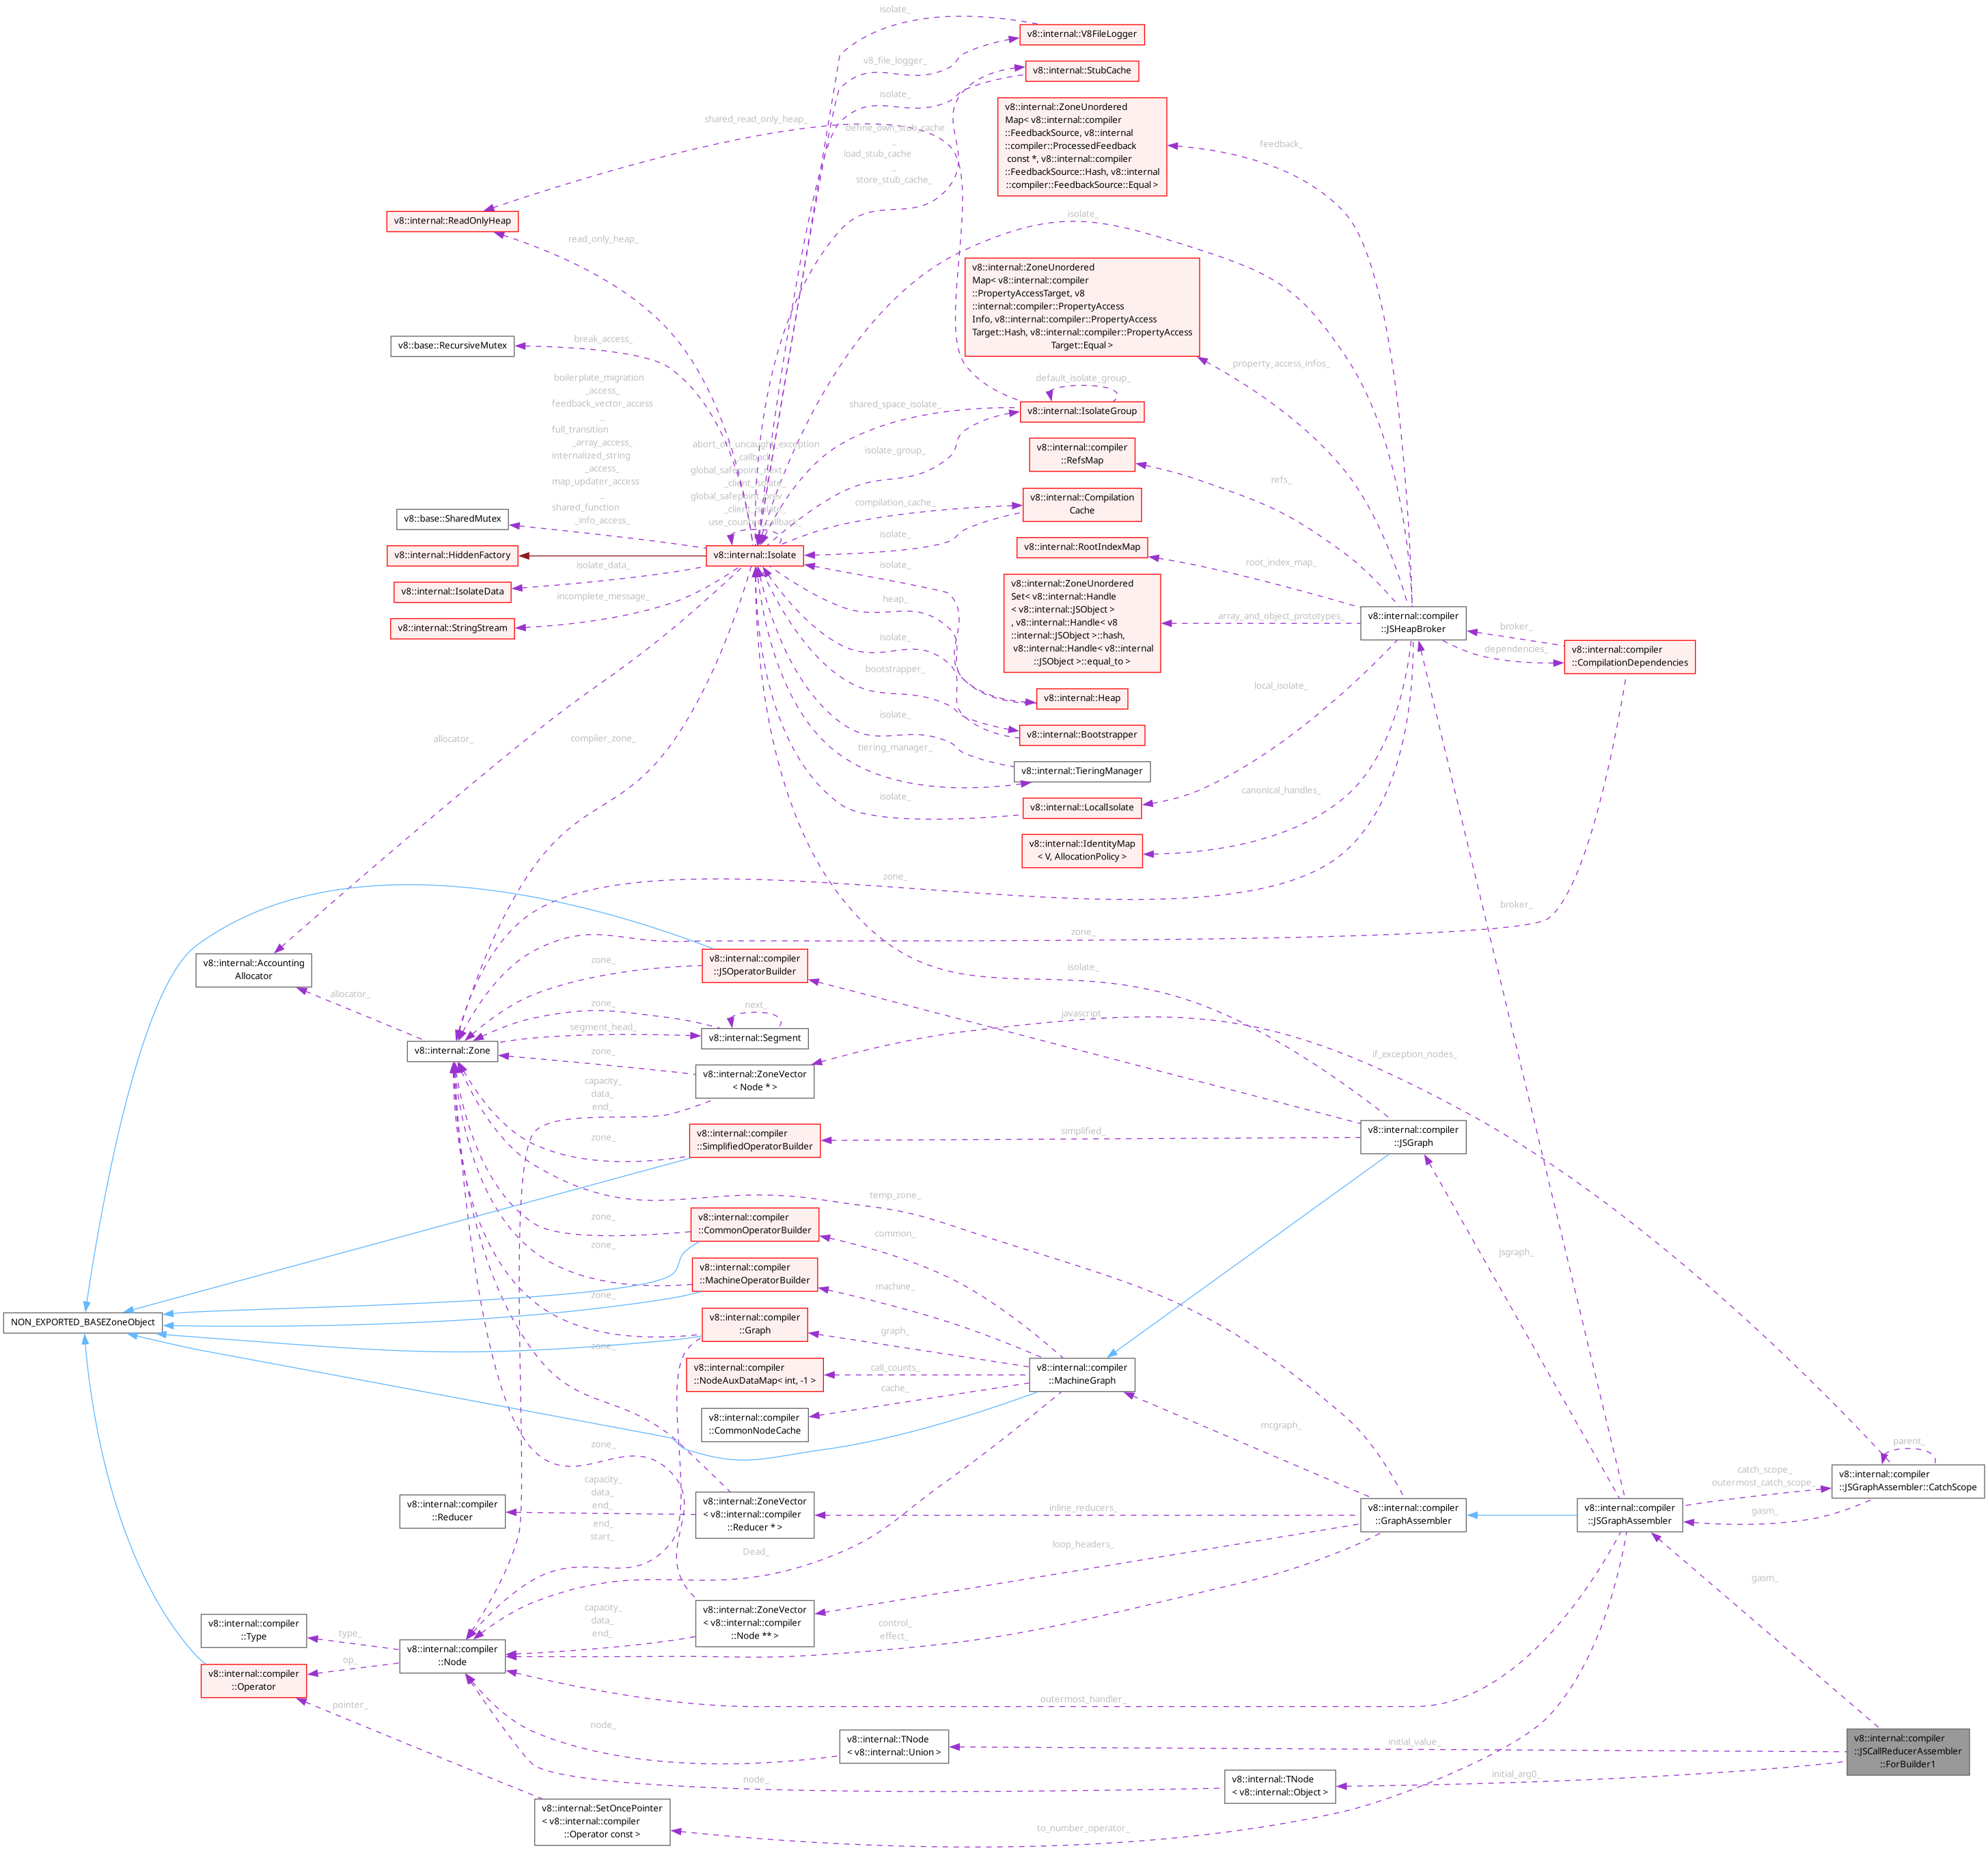 isolate_
v8::internal::V8FileLogger
v8_file_logger_
v8::internal::StubCache
isolate_
shared_read_only_heap_
define_own_stub_cache
_
load_stub_cache
_
store_stub_cache_
v8::internal::ZoneUnordered
Map< v8::internal::compiler
::FeedbackSource, v8::internal
::compiler::ProcessedFeedback
const *, v8::internal::compiler
::FeedbackSource::Hash, v8::internal
::compiler::FeedbackSource::Equal >
feedback_
v8::internal::ReadOnlyHeap
read_only_heap_
isolate_
v8::internal::ZoneUnordered
Map< v8::internal::compiler
::PropertyAccessTarget, v8
::internal::compiler::PropertyAccess
Info, v8::internal::compiler::PropertyAccess
Target::Hash, v8::internal::compiler::PropertyAccess
Target::Equal >
property_access_infos_
v8::base::RecursiveMutex
break_access_
boilerplate_migration
_access_
feedback_vector_access
_
full_transition
_array_access_
internalized_string
_access_
map_updater_access
_
shared_function
_info_access_
default_isolate_group_
v8::internal::IsolateGroup
shared_space_isolate_
isolate_group_
abort_on_uncaught_exception
_callback_
global_safepoint_next
_client_isolate_
global_safepoint_prev
_client_isolate_
use_counter_callback_
v8::internal::compiler
::RefsMap
refs_
compilation_cache_
v8::internal::Compilation
Cache
isolate_
v8::base::SharedMutex
v8::internal::HiddenFactory
v8::internal::Isolate
v8::internal::RootIndexMap
root_index_map_
isolate_data_
v8::internal::IsolateData
incomplete_message_
v8::internal::StringStream
isolate_
heap_
isolate_
v8::internal::ZoneUnordered
Set< v8::internal::Handle
< v8::internal::JSObject >
, v8::internal::Handle< v8
::internal::JSObject >::hash,
v8::internal::Handle< v8::internal
::JSObject >::equal_to >
array_and_object_prototypes_
v8::internal::compiler
::JSHeapBroker
broker_
dependencies_
v8::internal::compiler
::CompilationDependencies
bootstrapper_
v8::internal::Heap
local_isolate_
isolate_
v8::internal::Bootstrapper
allocator_
compiler_zone_
tiering_manager_
v8::internal::TieringManager
isolate_
v8::internal::LocalIsolate
canonical_handles_
v8::internal::IdentityMap
< V, AllocationPolicy >
zone_
broker_
zone_
v8::internal::Accounting
Allocator
v8::internal::compiler
::JSOperatorBuilder
zone_
isolate_
allocator_
zone_
next_
segment_head_
v8::internal::Segment
javascript_
v8::internal::Zone
zone_
v8::internal::ZoneVector
< Node * >
if_exception_nodes_
capacity_
data_
end_
v8::internal::compiler
::SimplifiedOperatorBuilder
zone_
simplified_
v8::internal::compiler
::JSGraph
temp_zone_
v8::internal::compiler
::CommonOperatorBuilder
zone_
common_
zone_
v8::internal::compiler
::MachineOperatorBuilder
machine_
jsgraph_
NON_EXPORTED_BASEZoneObject
zone_
v8::internal::compiler
::Graph
graph_
zone_
v8::internal::compiler
::NodeAuxDataMap< int, -1 >
call_counts_
v8::internal::compiler
::MachineGraph
cache_
v8::internal::compiler
::CommonNodeCache
mcgraph_
zone_
parent_
catch_scope_
outermost_catch_scope_
v8::internal::compiler
::JSGraphAssembler::CatchScope
v8::internal::compiler
::Reducer
capacity_
data_
end_
v8::internal::ZoneVector
< v8::internal::compiler
::Reducer * >
inline_reducers_
v8::internal::compiler
::GraphAssembler
v8::internal::compiler
::JSGraphAssembler
gasm_
end_
start_
Dead_
loop_headers_
gasm_
v8::internal::compiler
::Type
type_
v8::internal::compiler
::Node
capacity_
data_
end_
v8::internal::ZoneVector
< v8::internal::compiler
::Node ** >
control_
effect_
op_
v8::internal::compiler
::Operator
pointer_
outermost_handler_
node_
v8::internal::TNode
< v8::internal::Union >
initial_value_
v8::internal::compiler
::JSCallReducerAssembler
::ForBuilder1
node_
v8::internal::TNode
< v8::internal::Object >
initial_arg0_
v8::internal::SetOncePointer
< v8::internal::compiler
::Operator const >
to_number_operator_